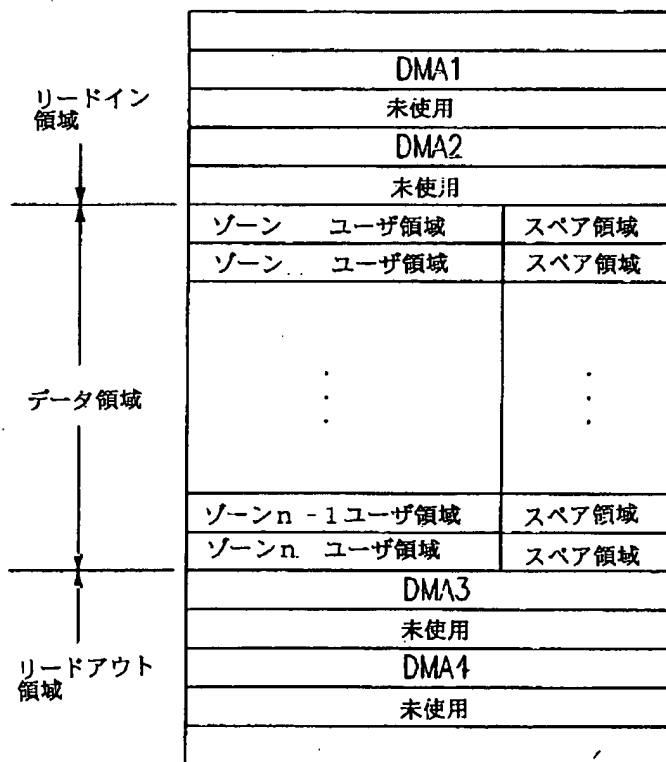 DMA1
リードイン
領域
未使用
DMA2
未使用
ゾーン ユーザ領域 スペア領域
ゾーン ユーザ領域 スペア領域
データ領域
ゾーンn -1 ユーザ領域 スペア領域
ゾーンn ユーザ領域 スペア領域
DMA3
未使用
リードアウト
領域
DMA4
未使用